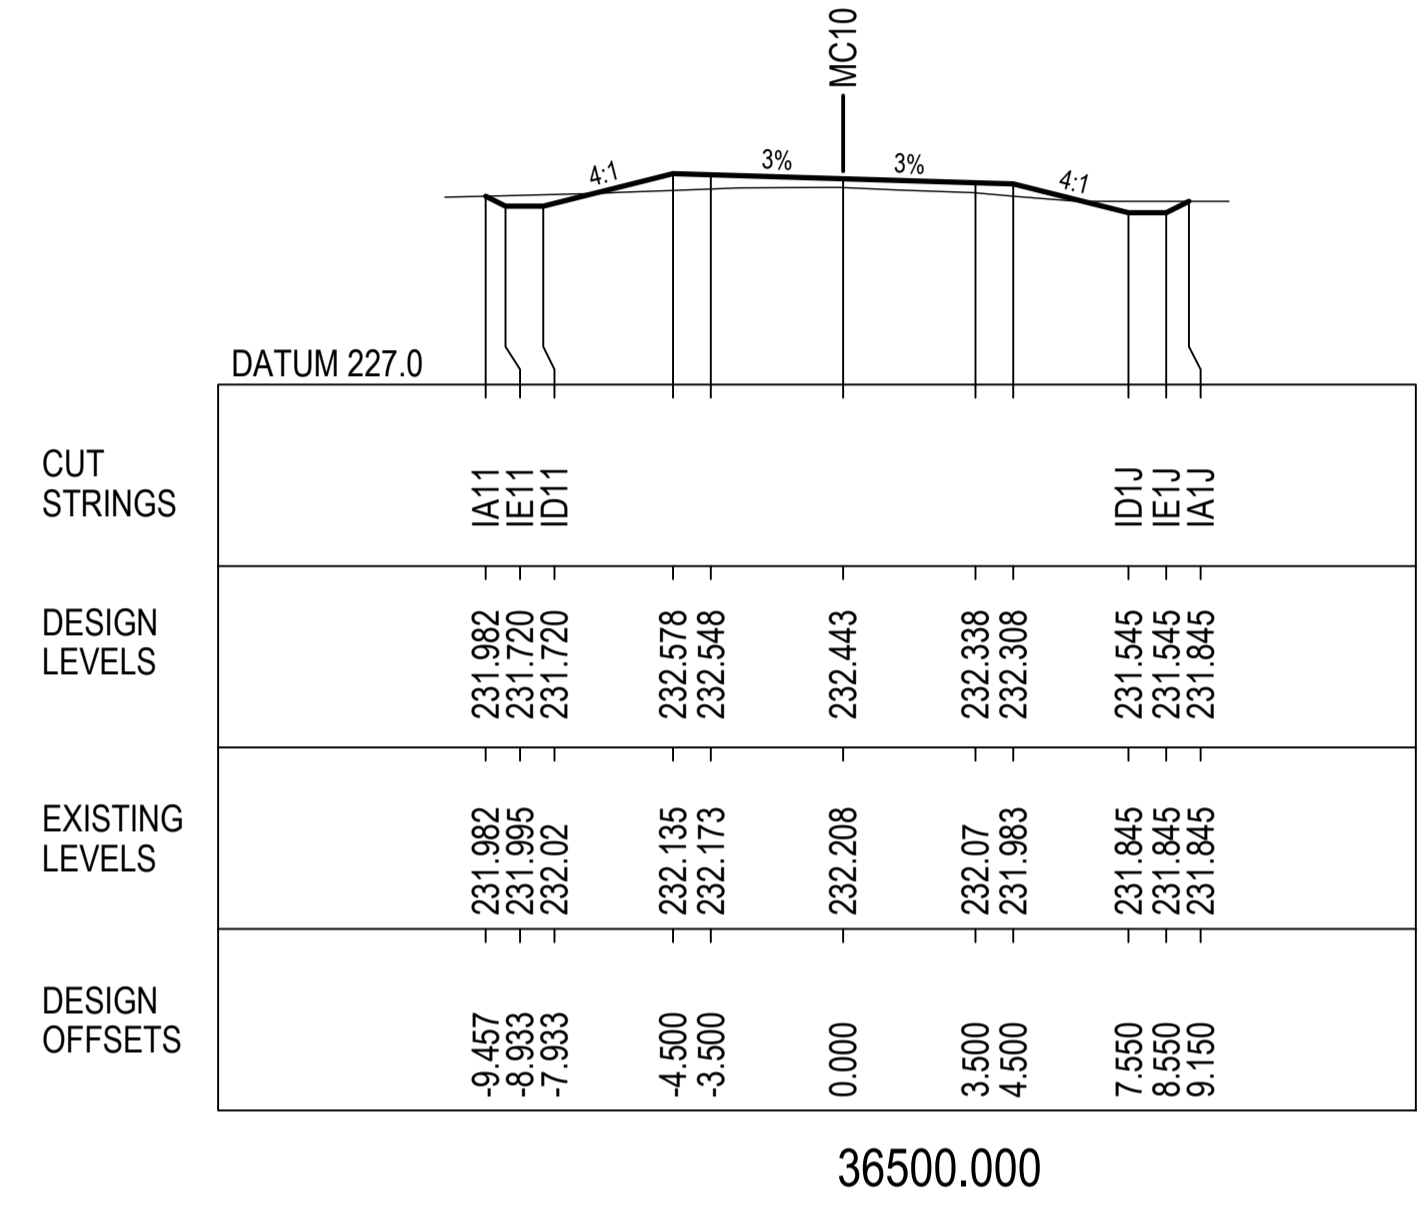 MC10
4:1
3%
3%
4:1
DATUM 227.0
CUT
STRINGS
IA11
IE11
ID11
ID1J
IE1J
IA1J
DESIGN
LEVELS
231.982
231.720
231.720
232.578
232.548
232.443
232.338
232.308
231.545
231.545
231.845
EXISTING
LEVELS
231.982
231.995
232.02
232.135
232.173
232.208
232.07
231.983
231.845
231.845
231.845
DESIGN
OFFSETS
-9.457
-8.933
-7.933
-4.500
-3.500
0.000
3.500
4.500
7.550
8.550
9.150
36500.000